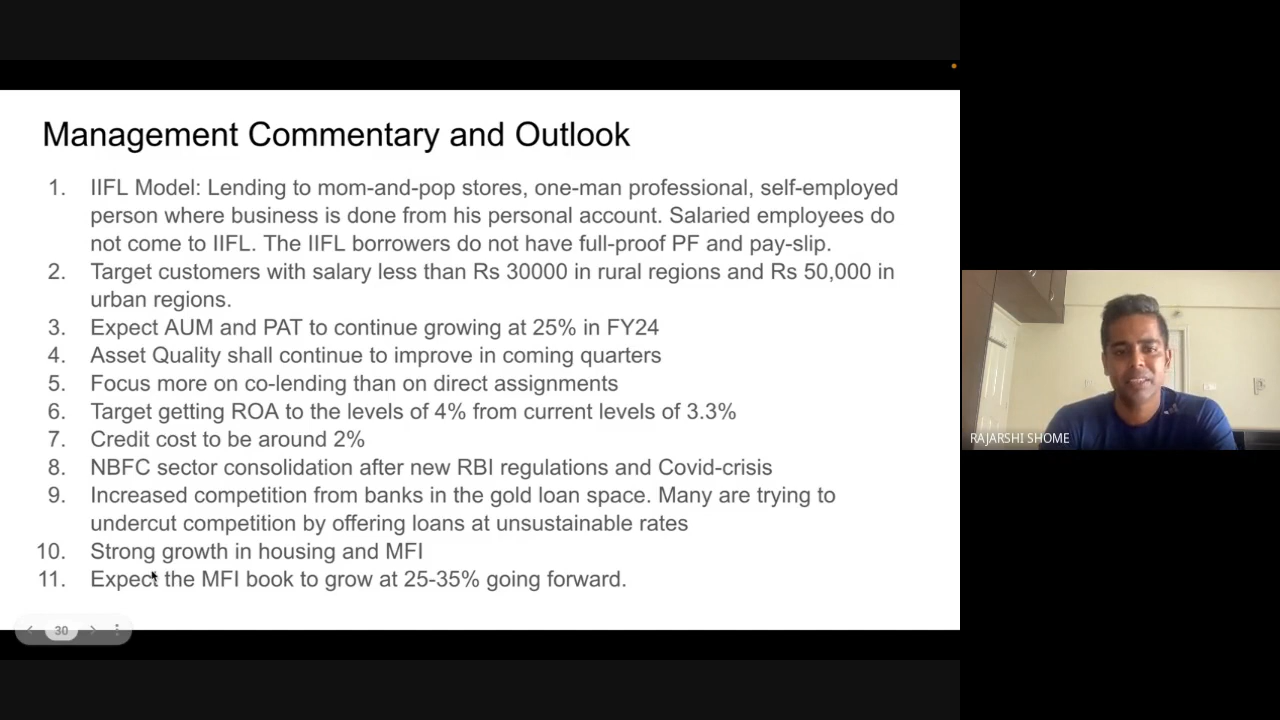 Management Commentary and Outlook
1. IIFL Model: Lending to mom-and-pop stores, one-man professional, self-employed
person where business is done from his personal account. Salaried employees do
not come to IIFL. The IIFL borrowers do not have full-proof PF and pay-slip.
2. Target customers with salary less than Rs 30000 in rural regions and Rs 50,000 in
urban regions.
3. Expect AUM and PAT to continue growing at 25% in FY24
4. Asset Quality shall continue to improve in coming quarters
5. Focus more on co-lending than on direct assignments
6. Target getting ROA to the levels of 4% from current levels of 3.3%
7. Credit cost to be around 2%
8. NBFC sector consolidation after new RBI regulations and Covid-crisis
9. Increased competition from banks in the gold loan space. Many are trying to
undercut competition by offering loans at unsustainable rates
10. Strong growth in housing and MFI
11. Expect the MFI book to grow at 25-35% going forward.
30
RAJARSHI SHOME